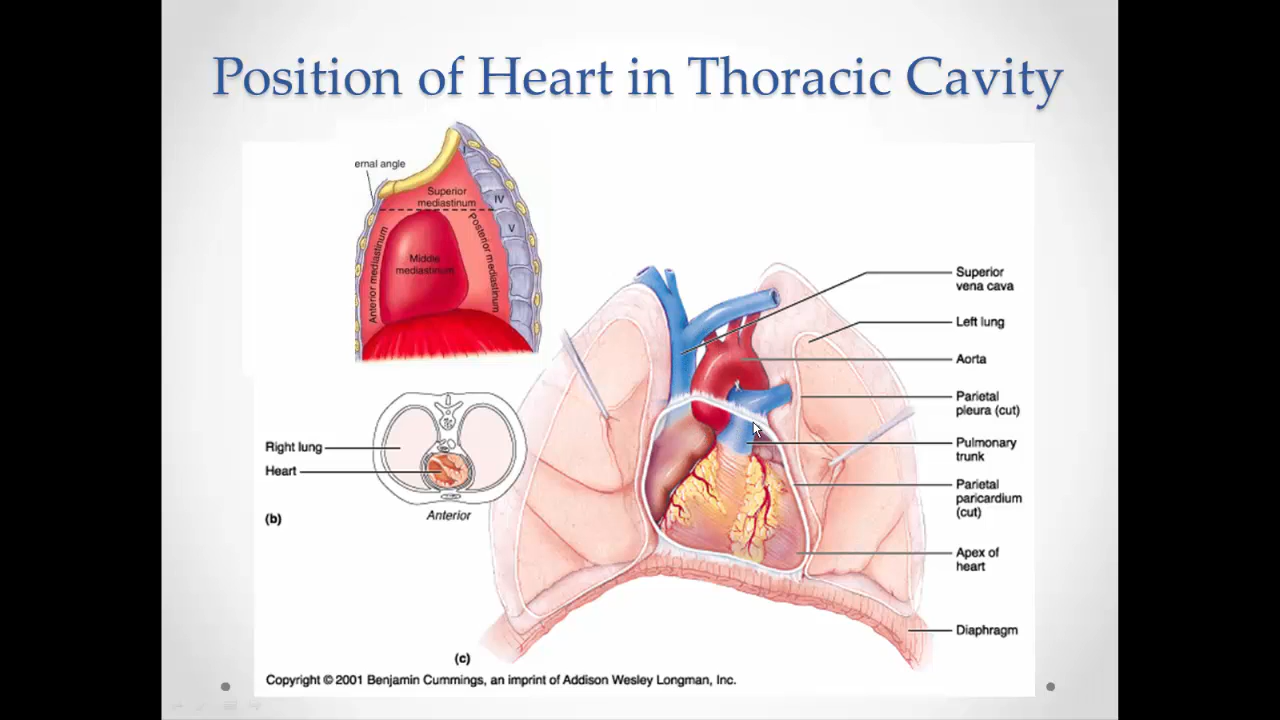 Position of Heart in Thoracic Cavity
ernal angle
Superior
mediastinum
I
IV
V
Anterior mediastinum
Middle
mediastinum
Posterior mediastinum
Right lung
Heart
Anterior
(b)
Superior
vena cava
Left lung
Aorta
Parietal
pleura (cut)
Pulmonary
trunk
Parietal
paricardium
(cut)
Apex of
heart
Diaphragm
(c)
Copyright © 2001 Benjamin Cummings, an imprint of Addison Wesley Longman, Inc.